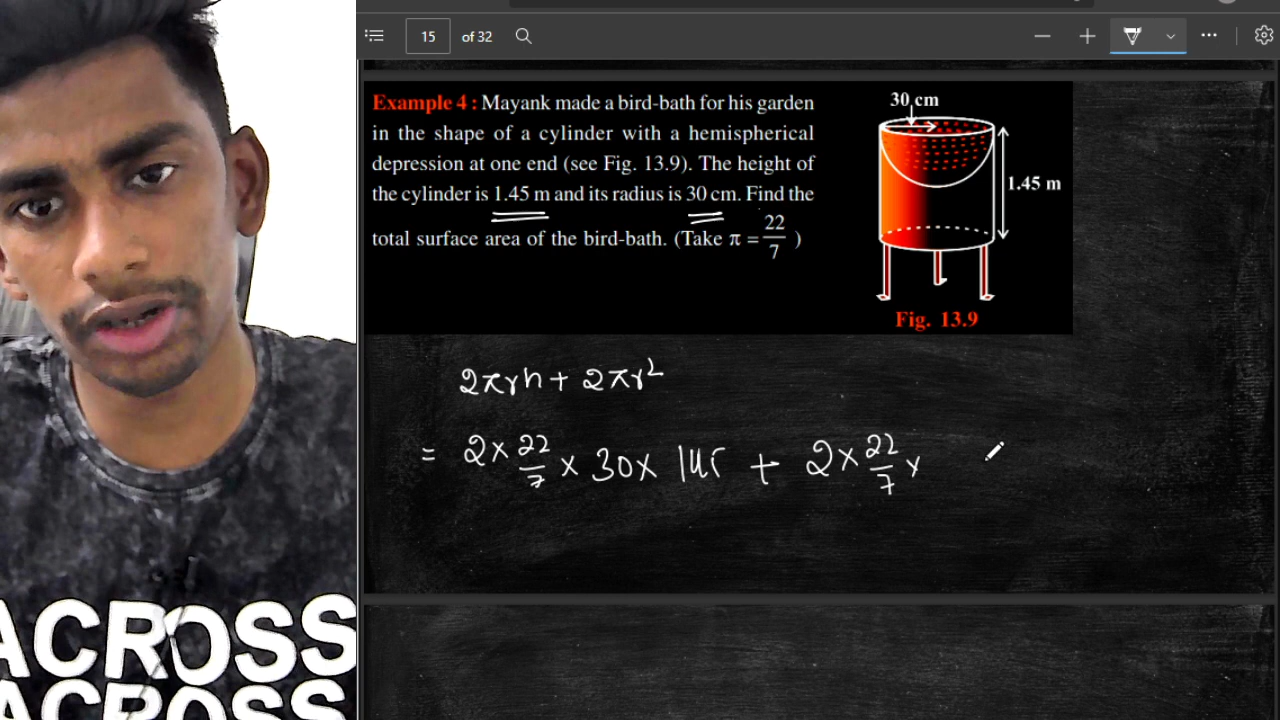 15 of 32
Example 4 : Mayank made a bird-bath for his garden
in the shape of a cylinder with a hemispherical
depression at one end (see Fig. 13.9). The height of
the cylinder is 1.45 m and its radius is 30 cm. Find the
total surface area of the bird-bath. (Take π = 22/7 )
30 cm
1.45 m
Fig. 13.9
2πrh + 2πr²
= 2 × 22/7 × 30 × 145 + 2 × 22/7 ×
ACROSS
ACROSS